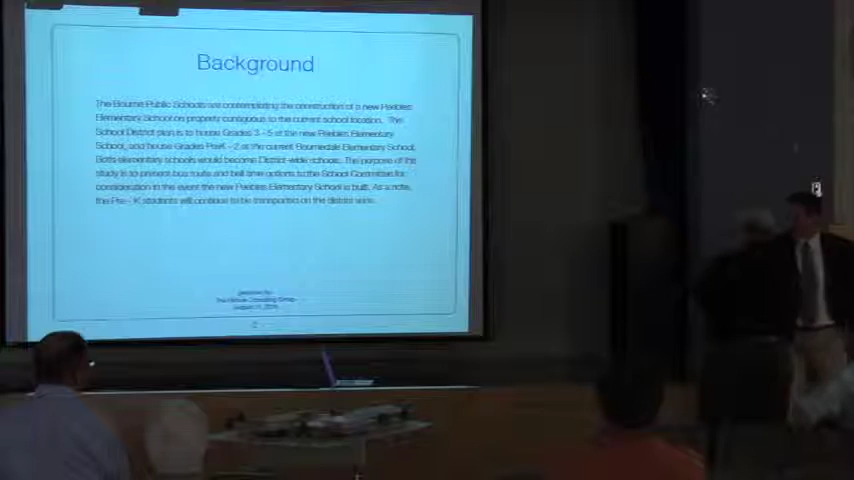 Background
The Bourne Public Schools are contemplating the construction of a new Peebles
Elementary School on property contiguous to the current school location. The
School District plan is to house Grades 3 - 5 at the new Peebles Elementary
School, and house Grades PreK - 2 at the current Bournedale Elementary School.
Both elementary schools would become District-wide schools. The purpose of this
study is to present bus route and bell time options to the School Committee for
consideration in the event the new Peebles Elementary School is built. As a note,
the Pre - K students will continue to be transported on the district vans.
Consulting Group
August
2